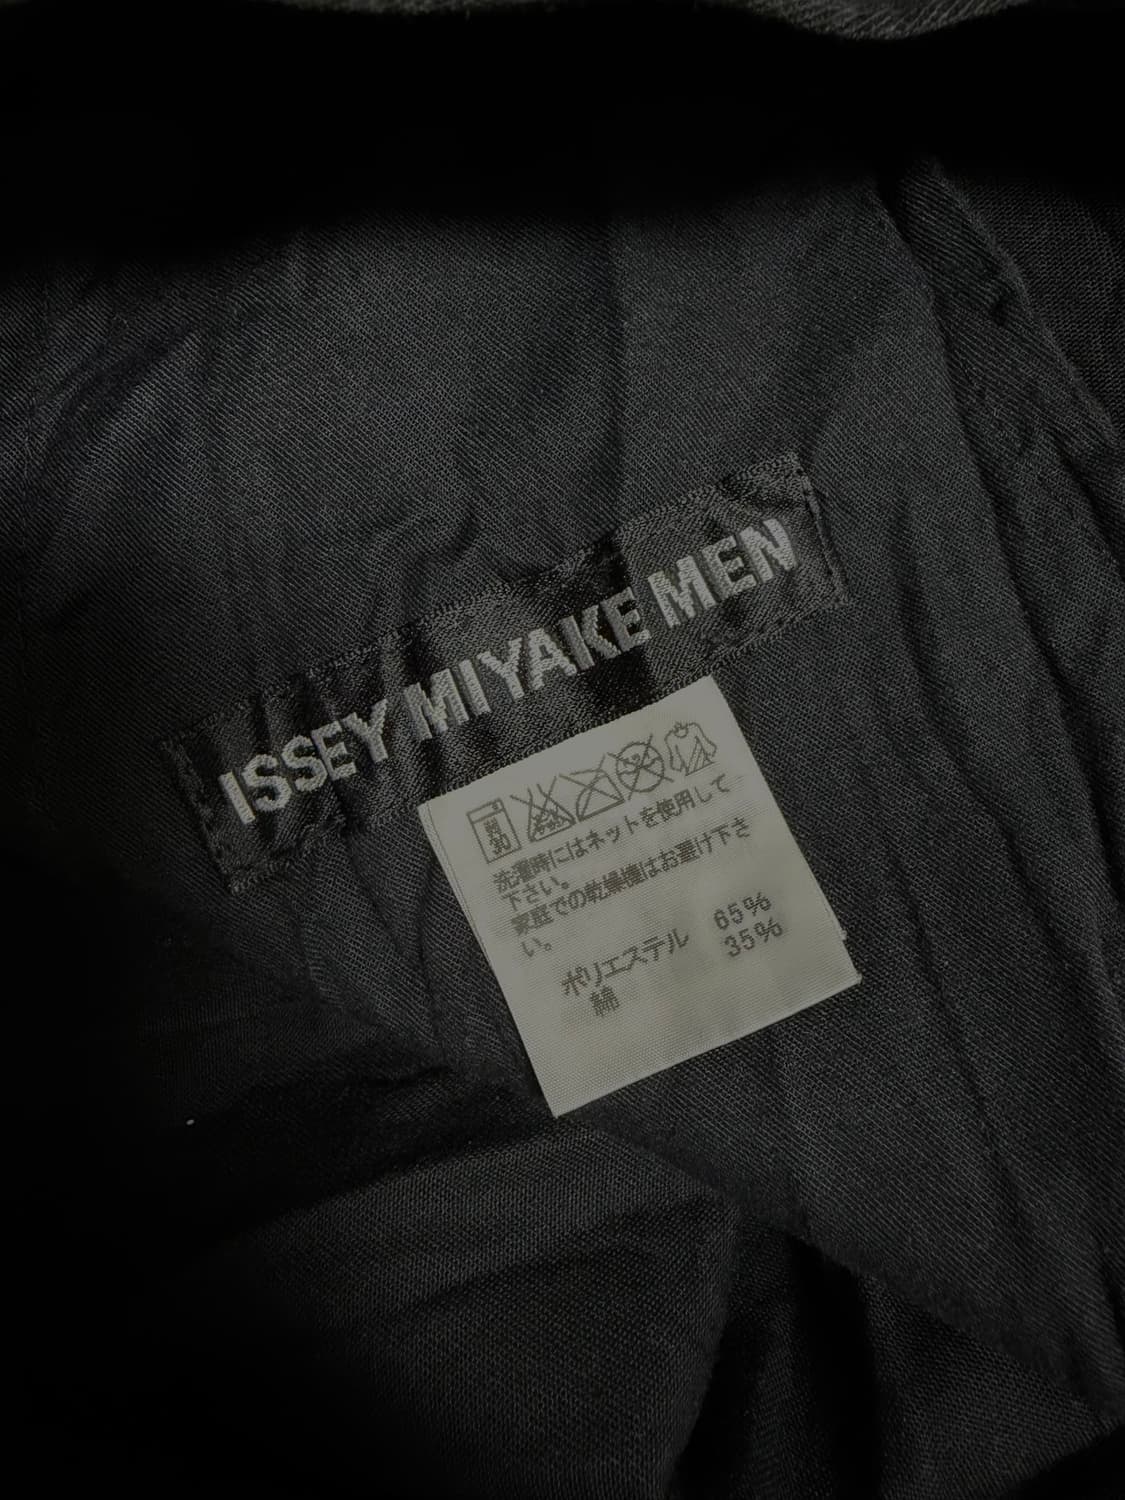 ISSEY MIYAKE MEN
洗濯時にはネットを使用して
下さい。
家庭での乾燥機はお避け下さ
い。
ポリエステル 65%
綿 35%